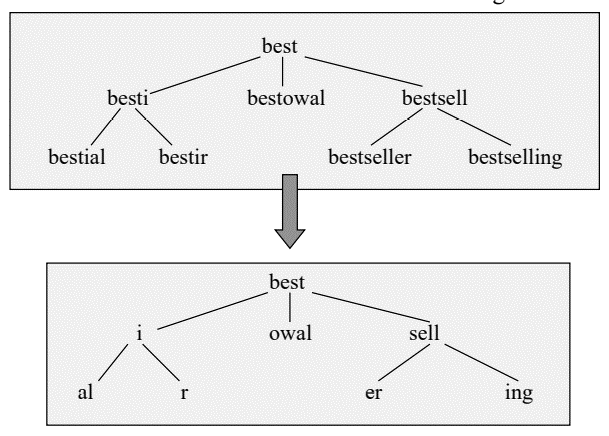 best
besti bestowal bestsell
bestial bestir bestseller bestselling
best
i owal sell
al r er ing